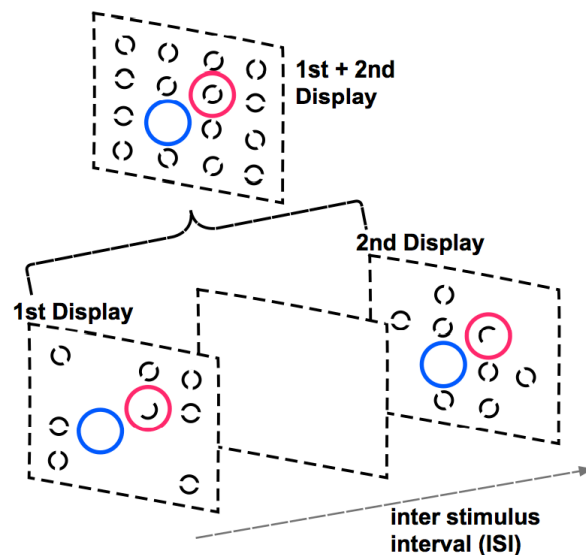 1st + 2nd
Display
2nd Display
1st Display
inter stimulus
interval (ISI)